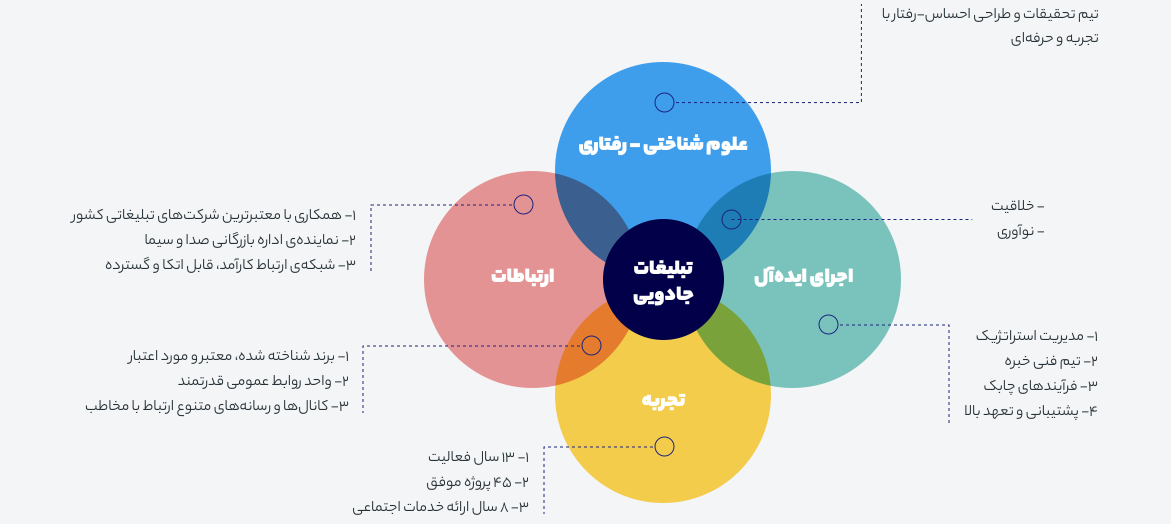 تیم تحقیقات و طراحی احساس-رفتار با
تجربه و حرفه‌ای
علوم شناختی - رفتاری
- خلاقیت
- نوآوری
۱- همکاری با معتبرترین شرکت‌های تبلیغاتی کشور
۲- نماینده‌ی اداره بازرگانی صدا و سیما
۳- شبکه‌ی ارتباط کارآمد، قابل اتکا و گسترده
اجرای ایده‌آل
تبلیغات
جادویی
ارتباطات
۱- مدیریت استراتژیک
۲- تیم فنی خبره
۳- فرآیندهای چابک
۴- پشتیبانی و تعهد بالا
۱- برند شناخته شده، معتبر و مورد اعتبار
۲- واحد روابط عمومی قدرتمند
۳- کانال‌ها و رسانه‌های متنوع ارتباط با مخاطب
تجربه
۱- ۱۳ سال فعالیت
۲- ۴۵ پروژه موفق
۳- ۸ سال ارائه خدمات اجتماعی